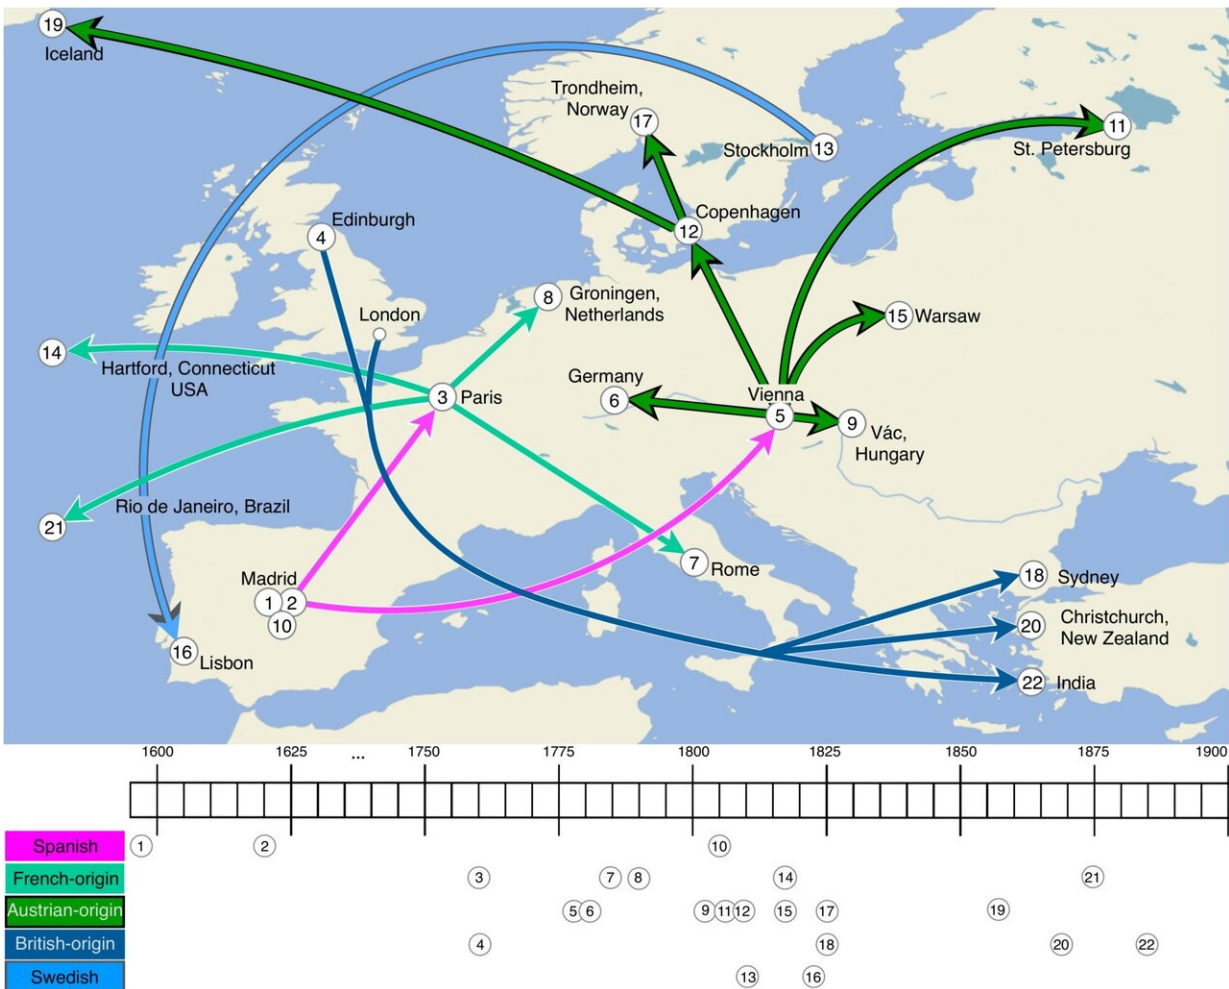 19
Iceland
Trondheim,
Norway
17
11
St. Petersburg
Stockholm
13
Copenhagen
12
Edinburgh
4
8
Groningen,
Netherlands
London
15
Warsaw
14
Hartford, Connecticut
USA
Germany
6
3
Paris
Vienna
5
9
Vác,
Hungary
Rio de Janeiro, Brazil
21
7
Rome
Madrid
1
2
10
18
Sydney
20
Christchurch,
New Zealand
16
Lisbon
22
India
1600 1625 ... 1750 1775 1800 1825 1850 1875 1900
Spanish 1 2 10
French-origin 3 7 8 14 21
Austrian-origin 5 6 9 11 12 15 17 19
British-origin 4 18 20 22
Swedish 13 16